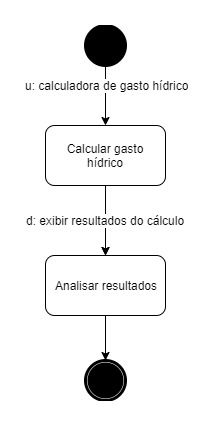 u: calculadora de gasto hídrico
Calcular gasto
hídrico
d: exibir resultados do cálculo
Analisar resultados